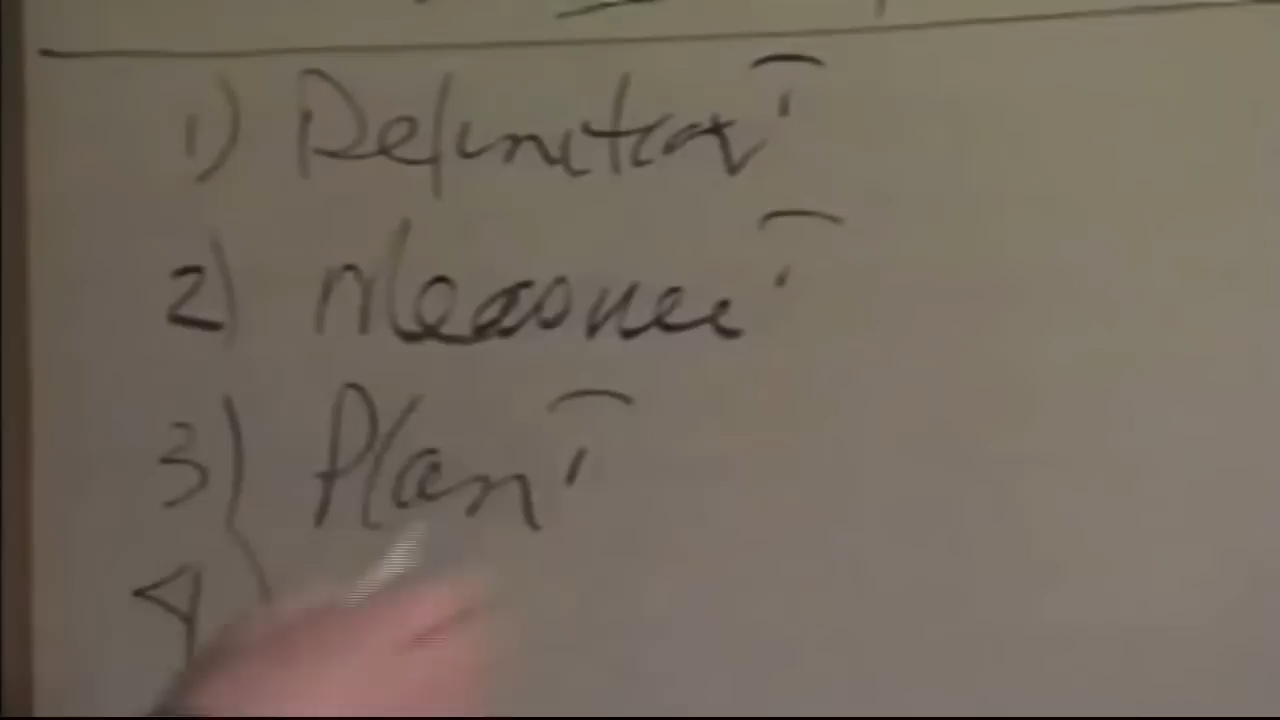 1) Definition
2) Measure
3) Plan
4